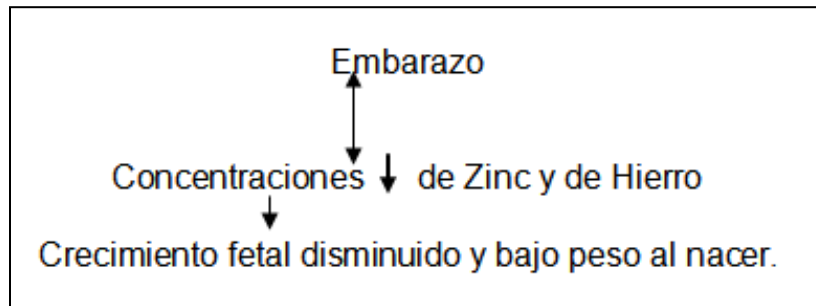 Embarazo
Concentraciones ↓ de Zinc y de Hierro
Crecimiento fetal disminuido y bajo peso al nacer.